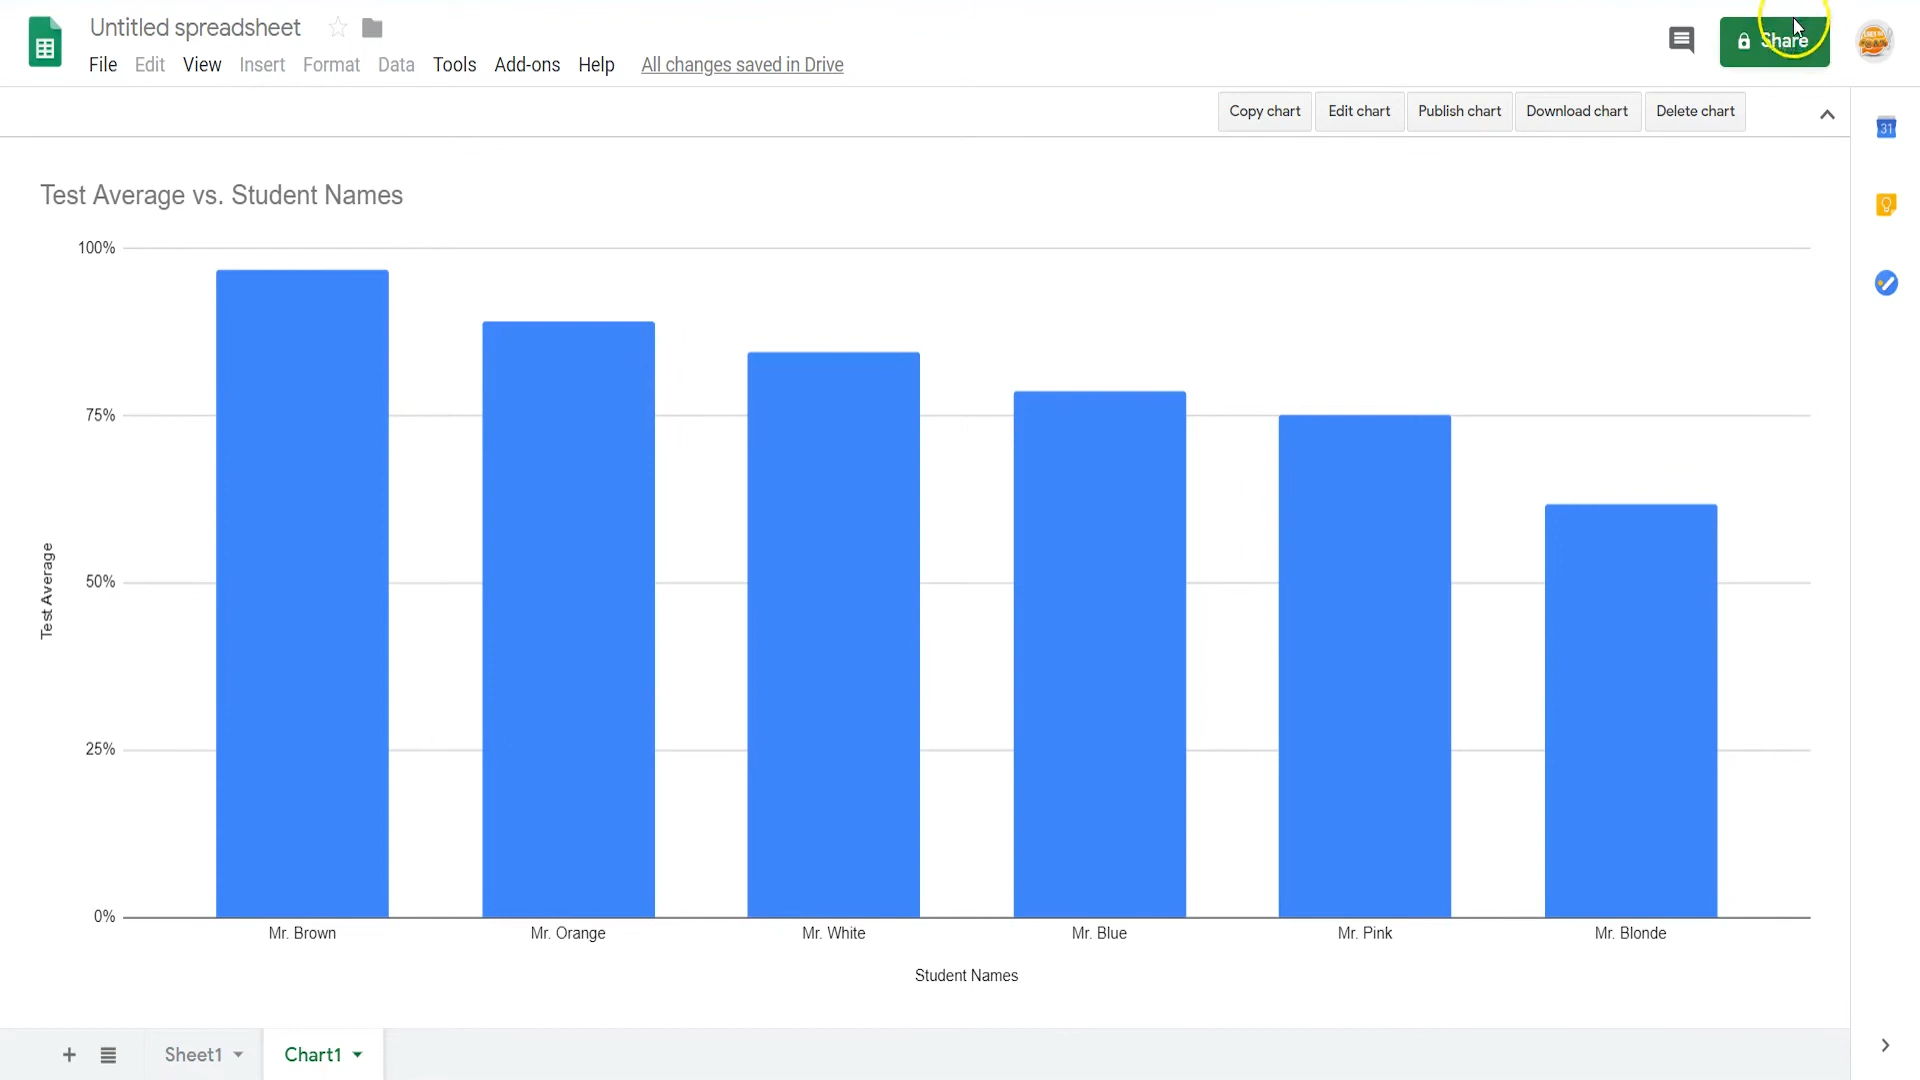 Untitled spreadsheet
File Edit View Insert Format Data Tools Add-ons Help All changes saved in Drive
Share
Copy chart Edit chart Publish chart Download chart Delete chart
31
Test Average vs. Student Names
100%
75%
50%
25%
0%
Test Average
Mr. Brown Mr. Orange Mr. White Mr. Blue Mr. Pink Mr. Blonde
Student Names
Sheet1 Chart1